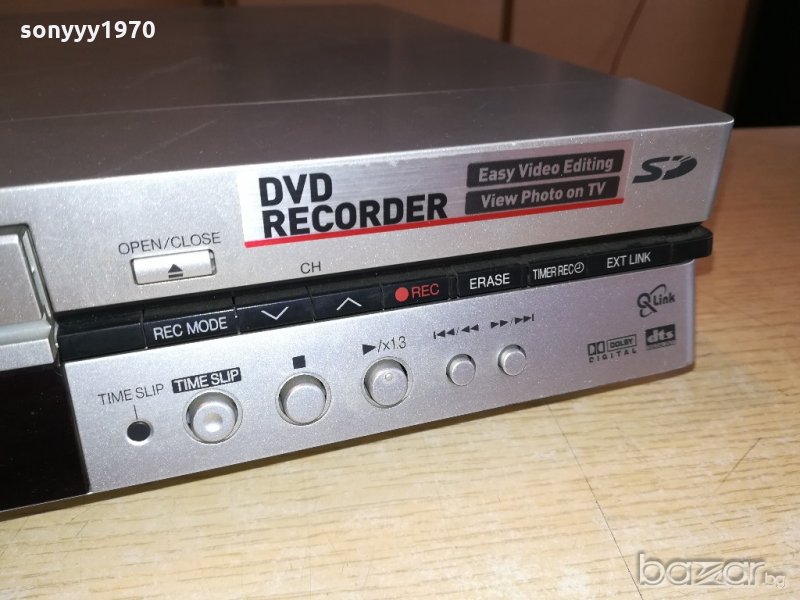 sonyyy1970
DVD
RECORDER
Easy Video Editing
View Photo on TV
SD
OPEN/CLOSE
CH
REC MODE
REC
ERASE
TIMER REC
EXT LINK
Q Link
TIME SLIP
TIME SLIP
/x1.3
DOLBY
DIGITAL
dts
bazar.bg